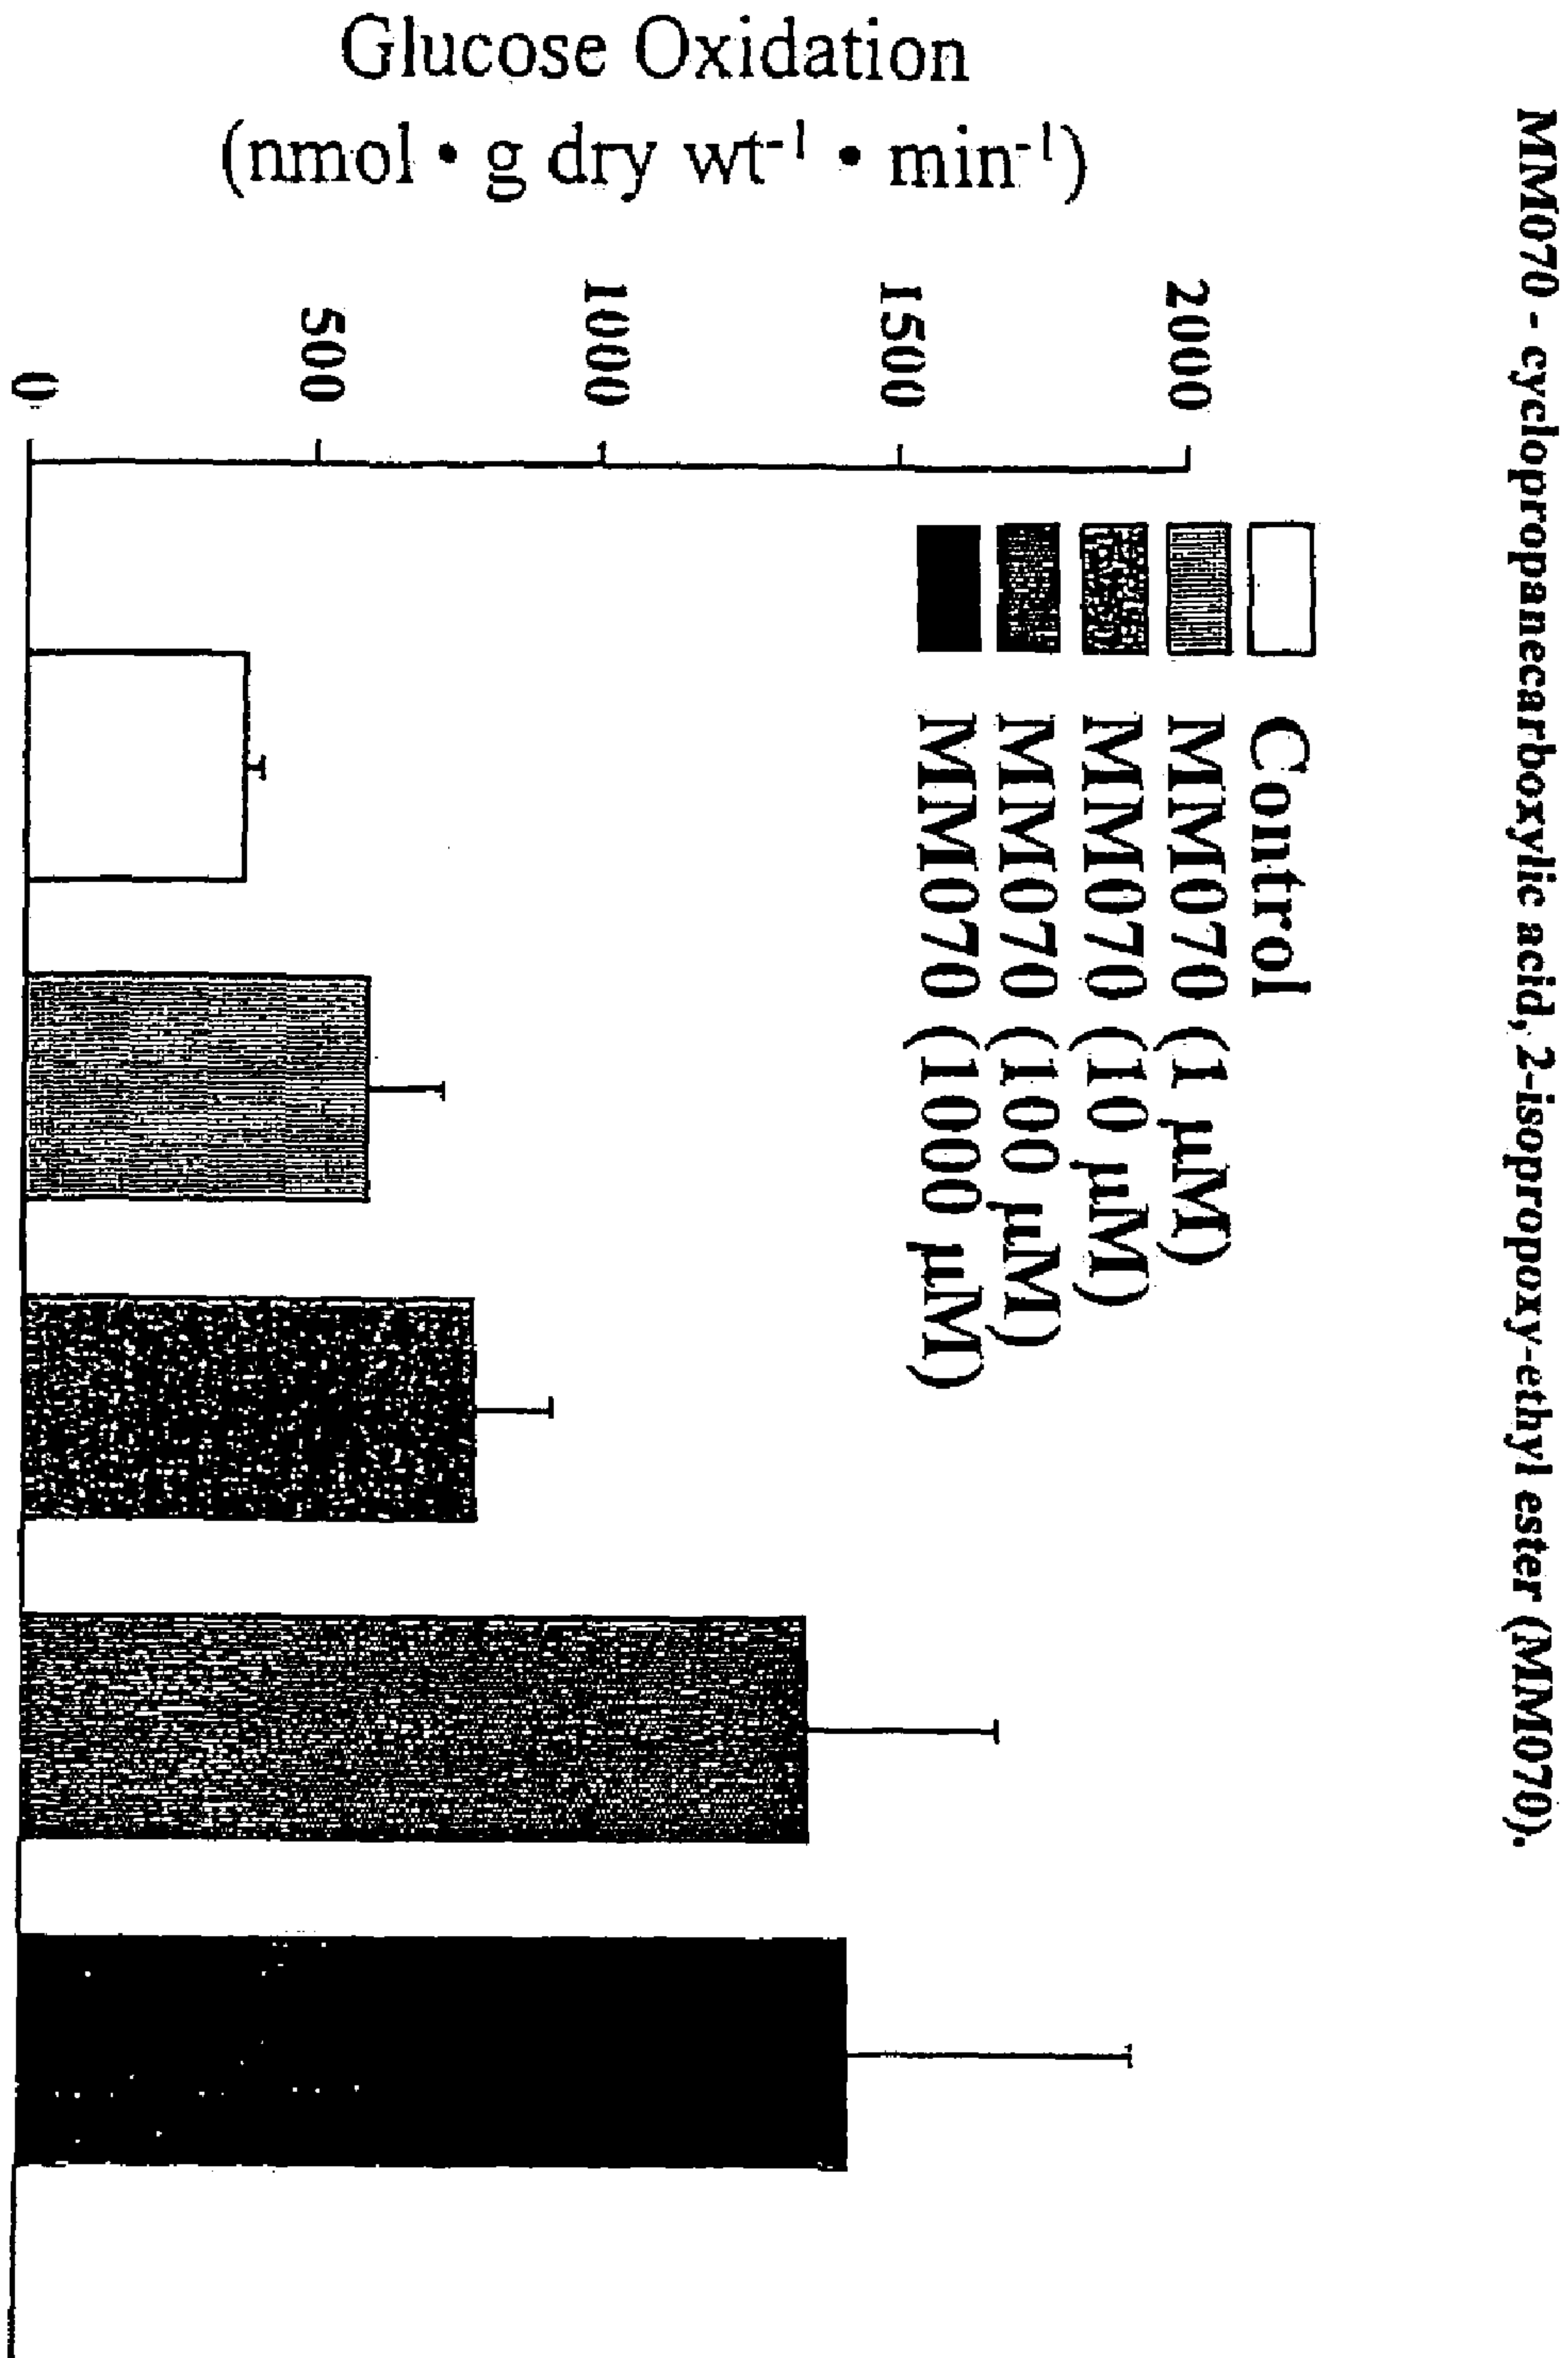 MM070 - cyclopropanecarboxylic acid, 2-isopropoxy-ethyl ester (MM070).
Glucose Oxidation
(nmol • g dry wt⁻¹ • min⁻¹)
2000
1500
1000
500
0
Control
MM070 (1 µM)
MM070 (10 µM)
MM070 (100 µM)
MM070 (1000 µM)